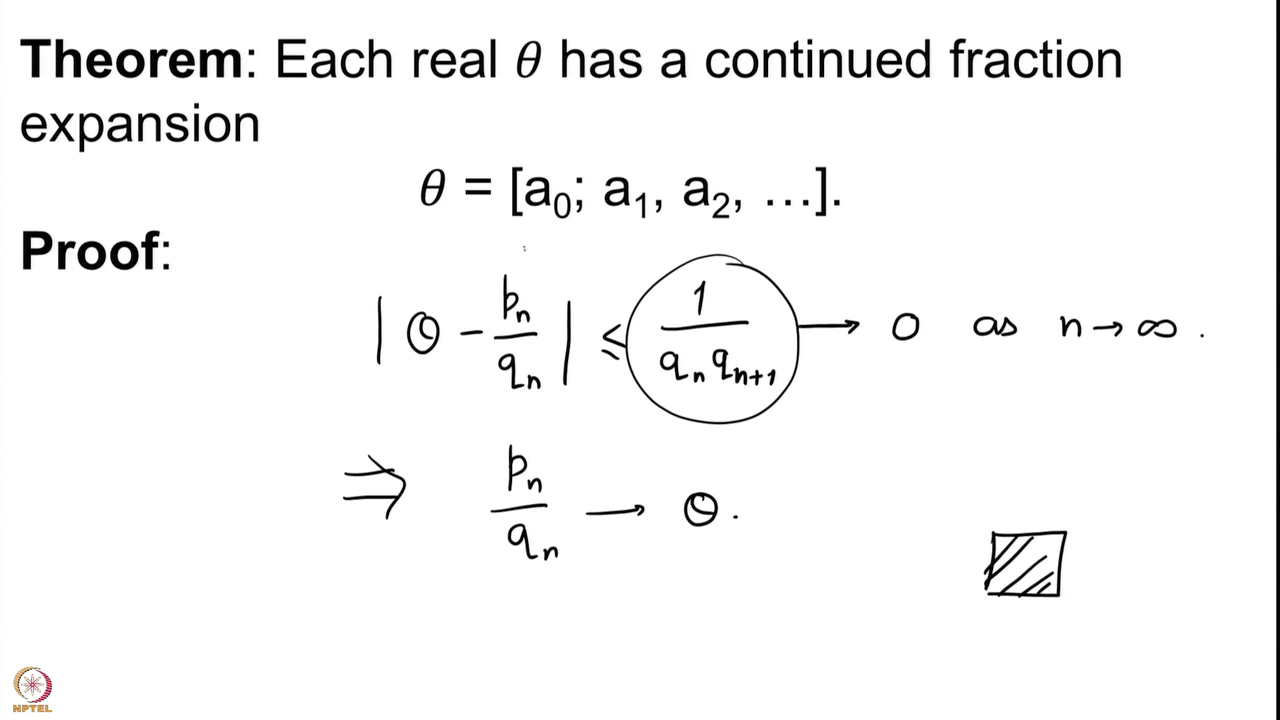 Theorem: Each real θ has a continued fraction
expansion
θ = [a₀; a₁, a₂, …].
Proof:
| θ - pₙ/qₙ | ≤ 1/(qₙ qₙ₊₁) → 0 as n → ∞ .
⇒ pₙ/qₙ → θ .
NPTEL